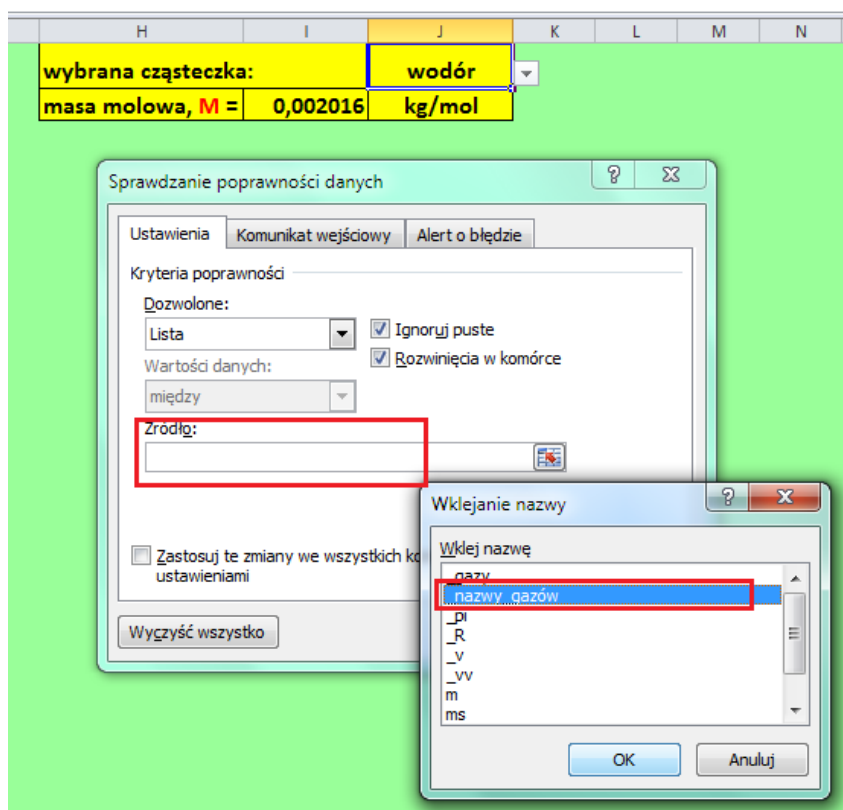 H I J K L M N
wybrana cząsteczka: wodór
masa molowa, M = 0,002016 kg/mol
Sprawdzanie poprawności danych
Ustawienia Komunikat wejściowy Alert o błędzie
Kryteria poprawności
Dozwolone:
Lista
Ignoruj puste
Wartości danych:
Rozwinięcia w komórce
między
Źródło:
Zastosuj te zmiany we wszystkich
ustawieniami
Wyczyść wszystko
Wklejanie nazwy
Wklej nazwę
_gazy
_nazwy_gazów
_pi
_R
_v
_vv
m
ms
OK Anuluj